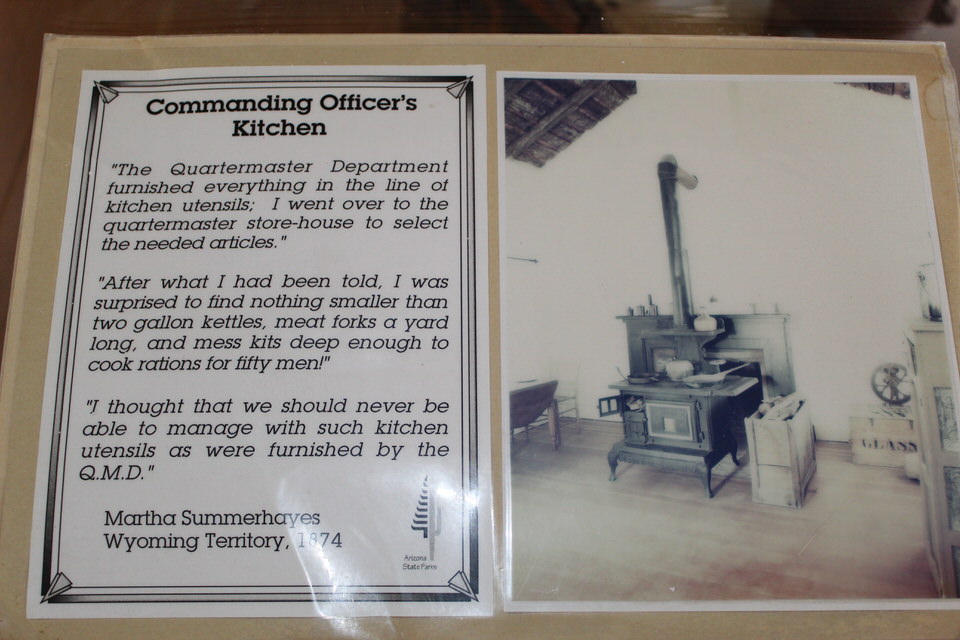 Commanding Officer's
Kitchen
"The Quartermaster Department
furnished everything in the line of
kitchen utensils; I went over to the
quartermaster store-house to select
the needed articles."
"After what I had been told, I was
surprised to find nothing smaller than
two gallon kettles, meat forks a yard
long, and mess kits deep enough to
cook rations for fifty men!"
"I thought that we should never be
able to manage with such kitchen
utensils as were furnished by the
Q.M.D."
Martha Summerhayes
Wyoming Territory, 1874
Arizona
State Parks
GLASS